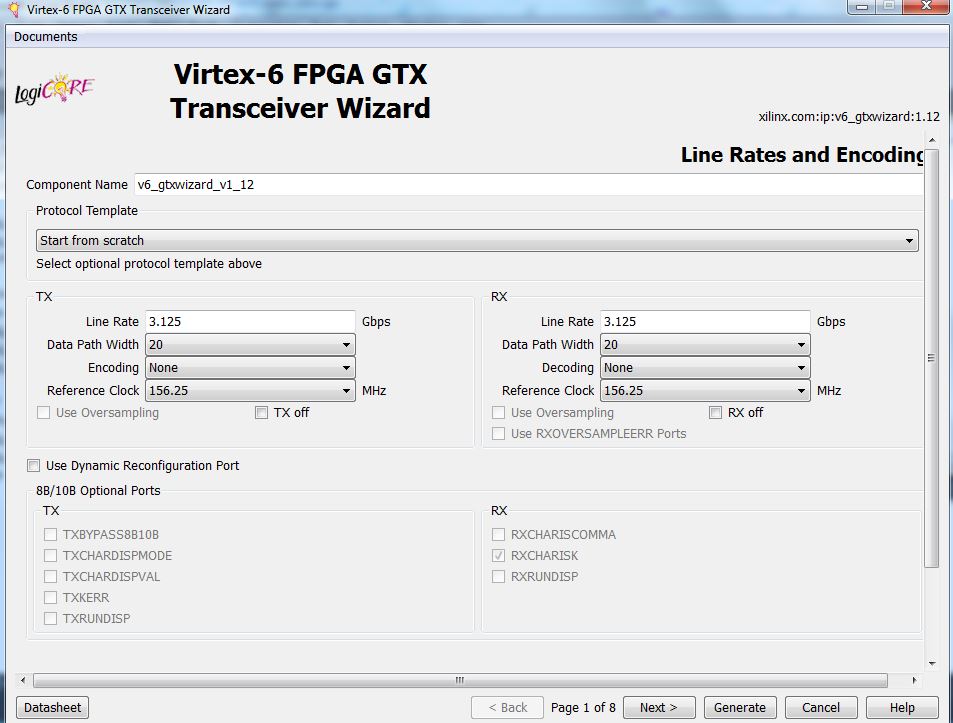 Virtex-6 FPGA GTX Transceiver Wizard
Documents
LogiCORE
Virtex-6 FPGA GTX
Transceiver Wizard
xilinx.com:ip:v6_gtxwizard:1.12
Line Rates and Encoding
Component Name v6_gtxwizard_v1_12
Protocol Template
Start from scratch
Select optional protocol template above
TX
Line Rate 3.125 Gbps
Data Path Width 20
Encoding None
Reference Clock 156.25 MHz
Use Oversampling TX off
RX
Line Rate 3.125 Gbps
Data Path Width 20
Decoding None
Reference Clock 156.25 MHz
Use Oversampling RX off
Use RXOVERSAMPLEERR Ports
Use Dynamic Reconfiguration Port
8B/10B Optional Ports
TX
TXBYPASS8B10B
TXCHARDISPMODE
TXCHARDISPVAL
TXKERR
TXRUNDISP
RX
RXCHARISCOMMA
RXCHARISK
RXRUNDISP
Datasheet < Back Page 1 of 8 Next > Generate Cancel Help